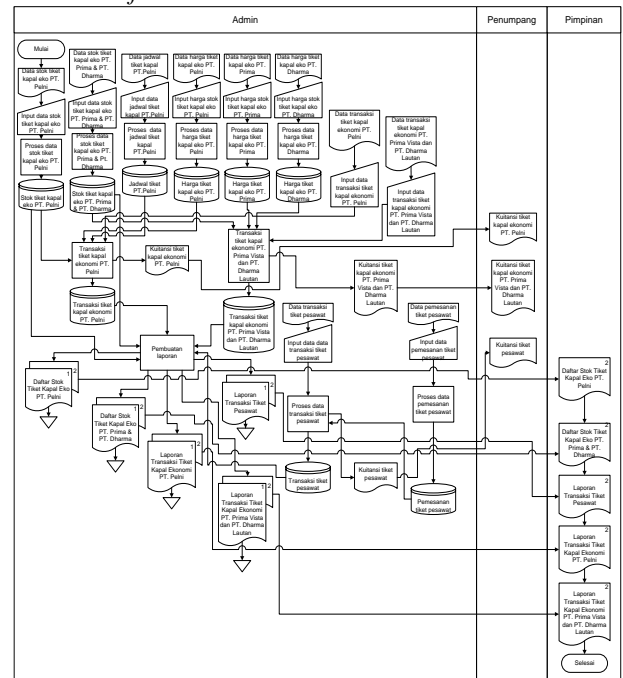 Admin
Penumpang
Pimpinan
Mulai
Data stok tiket
kapal eko PT.
Pelni
Data stok tiket
kapal eko PT.
Prima & PT.
Dharma
Data jadwal
tiket kapal
PT.Pelni
Data harga tiket
kapal eko PT.
Pelni
Data harga tiket
kapal eko PT.
Prima
Data harga tiket
kapal eko PT.
Dharma
Input data stok
tiket kapal eko
PT. Pelni
Input data stok
tiket kapal eko
PT. Prima & PT.
Dharma
Input data
jadwal tiket
kapal PT.Pelni
Input harga stok
tiket kapal eko
PT. Pelni
Input harga stok
tiket kapal eko
PT. Prima
Input harga stok
tiket kapal eko
PT. Dharma
Data transaksi
tiket kapal
ekonomi PT.
Pelni
Data transaksi
tiket kapal
ekonomi PT.
Prima Vista dan
PT. Dharma
Lautan
Proses data
stok tiket kapal
eko PT. Pelni
Proses data
stok tiket kapal
eko PT. Prima
& Pt. Dharma
Proses data
jadwal tiket
kapal
PT.Pelni
Proses data
harga tiket
kapal eko PT.
Pelni
Proses data
harga tiket
kapal eko PT.
Prima
Proses data
harga tiket
kapal eko PT.
Dharma
Input data
transaksi tiket
kapal ekonomi
PT. Pelni
Input data
transaksi tiket
kapal ekonomi
PT. Prima Vista
dan PT. Dharma
Lautan
Stok tiket kapal
eko PT. Pelni
Stok tiket kapal
eko PT. Prima
& PT. Dharma
Jadwal tiket
PT.Pelni
Harga tiket
kapal eko PT.
Pelni
Harga tiket
kapal eko PT.
Prima
Harga tiket
kapal eko PT.
Dharma
Transaksi
tiket kapal
ekonomi PT.
Pelni
Kuitansi tiket
kapal ekonomi
PT. Pelni
Transaksi
tiket kapal
ekonomi PT.
Prima Vista
dan PT.
Dharma
Lautan
Kuitansi tiket
kapal ekonomi
PT. Pelni
Kuitansi tiket
kapal ekonomi
PT. Prima
Vista dan PT.
Dharma
Lautan
Kuitansi tiket
kapal ekonomi
PT. Prima
Vista dan PT.
Dharma
Lautan
Transaksi tiket
kapal ekonomi
PT. Pelni
Transaksi tiket
kapal ekonomi
PT. Prima Vista
dan PT. Dharma
Lautan
Data transaksi
tiket pesawat
Data pemesanan
tiket pesawat
Pembuatan
laporan
Input data data
transaksi tiket
pesawat
Input data
pemesanan tiket
pesawat
Kuitansi tiket
pesawat
1
2
Daftar Stok
Tiket Kapal Eko
PT. Pelni
1
2
Daftar Stok
Tiket Kapal Eko
PT. Prima &
PT. Dharma
1
2
Laporan
Transaksi Tiket
Pesawat
Proses data
transaksi tiket
pesawat
Proses data
pemesanan
tiket pesawat
2
Daftar Stok Tiket
Kapal Eko PT.
Pelni
1
2
Laporan
Transaksi Tiket
Kapal Ekonomi
PT. Pelni
1
2
Laporan
Transaksi Tiket
Kapal Ekonomi
PT. Prima Vista
dan PT. Dharma
Lautan
Transaksi tiket
pesawat
Kuitansi tiket
pesawat
Pemesanan
tiket pesawat
2
Daftar Stok Tiket
Kapal Eko PT.
Prima & PT.
Dharma
2
Laporan
Transaksi Tiket
Pesawat
2
Laporan
Transaksi Tiket
Kapal Ekonomi
PT. Pelni
2
Laporan
Transaksi Tiket
Kapal Ekonomi
PT. Prima Vista
dan PT. Dharma
Lautan
Selesai